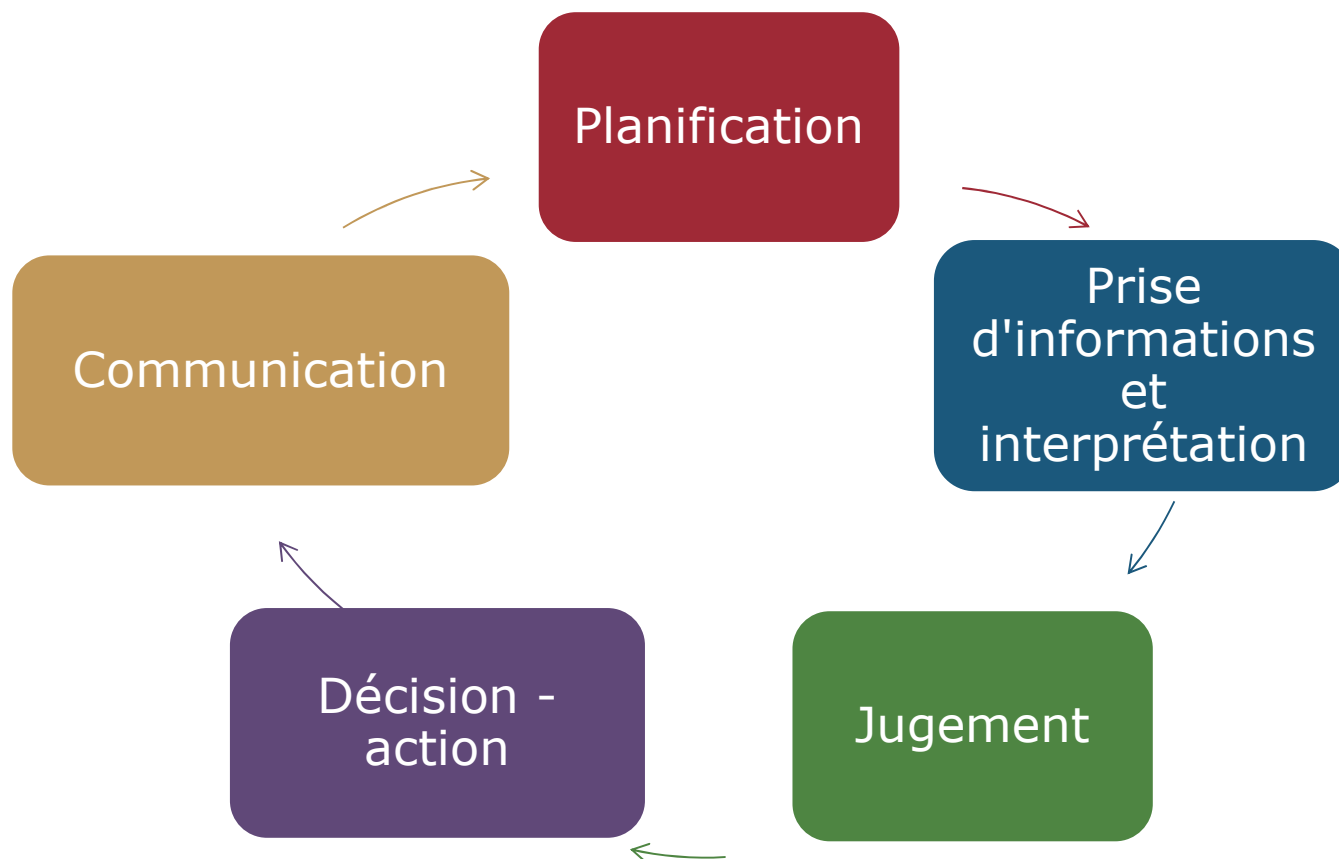 Planification
Prise
d'informations
et
interprétation
Jugement
Décision -
action
Communication